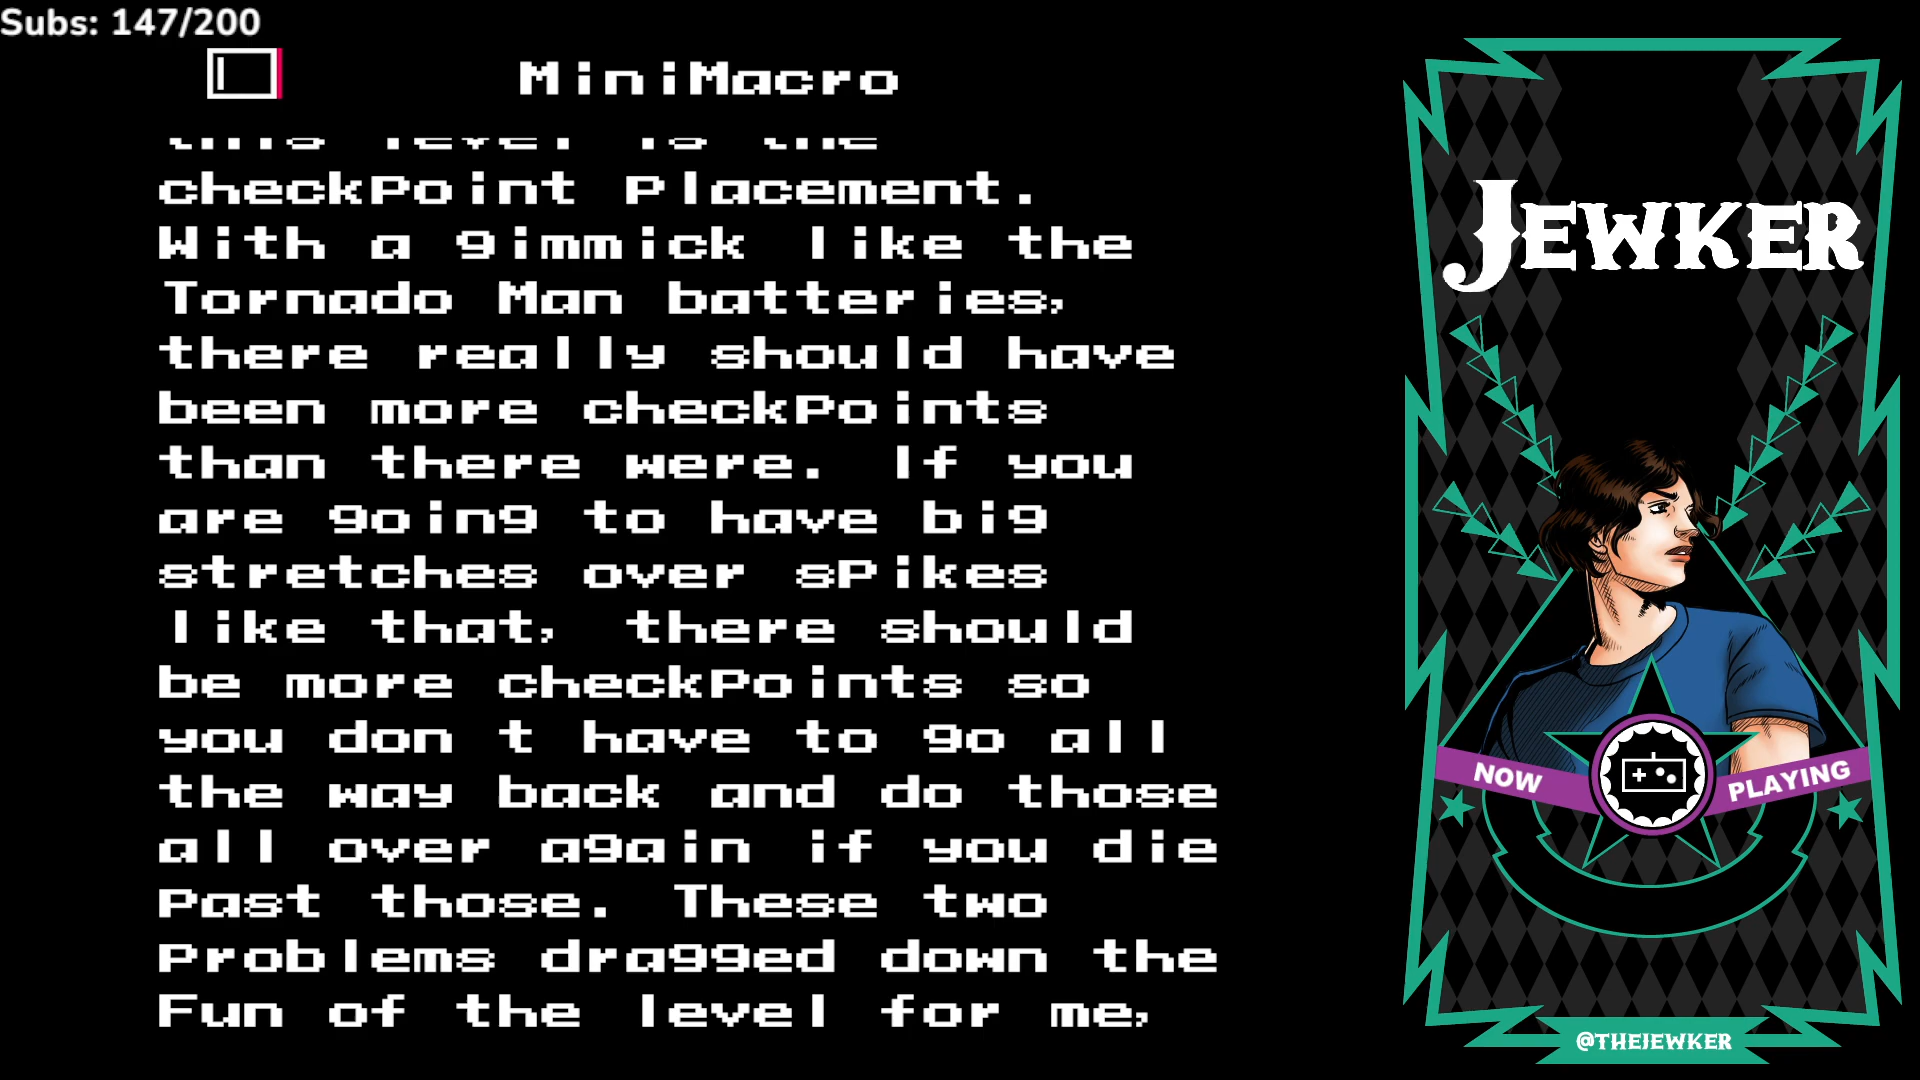 Subs: 147/200
MiniMacro
this level is the
checkpoint placement.
With a gimmick like the
Tornado Man batteries,
there really should have
been more checkpoints
than there were. If you
are going to have big
stretches over spikes
like that, there should
be more checkpoints so
you don t have to go all
the way back and do those
all over again if you die
past those. These two
problems dragged down the
Fun of the level for me,
JEWKER
NOW PLAYING
@THEJEWKER